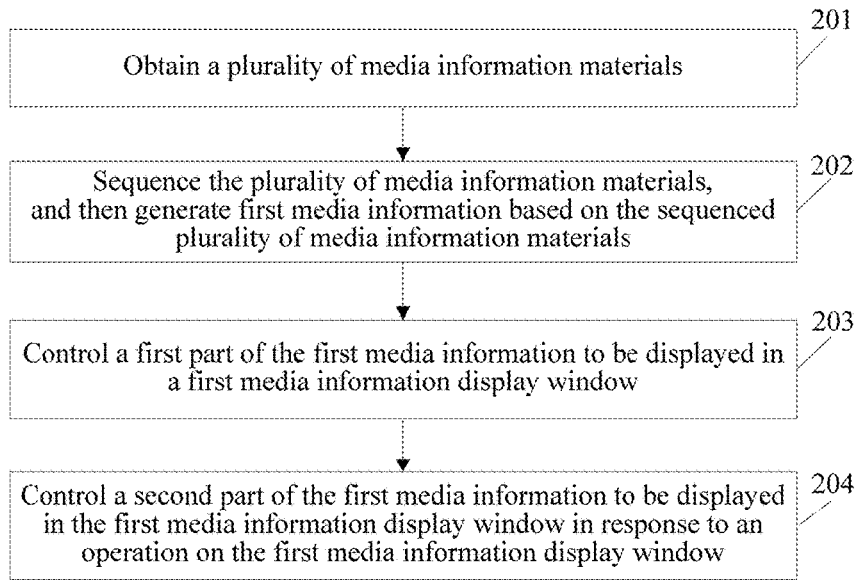 201
Obtain a plurality of media information materials
202
Sequence the plurality of media information materials,
and then generate first media information based on the sequenced
plurality of media information materials
203
Control a first part of the first media information to be displayed in
a first media information display window
204
Control a second part of the first media information to be displayed
in the first media information display window in response to an
operation on the first media information display window